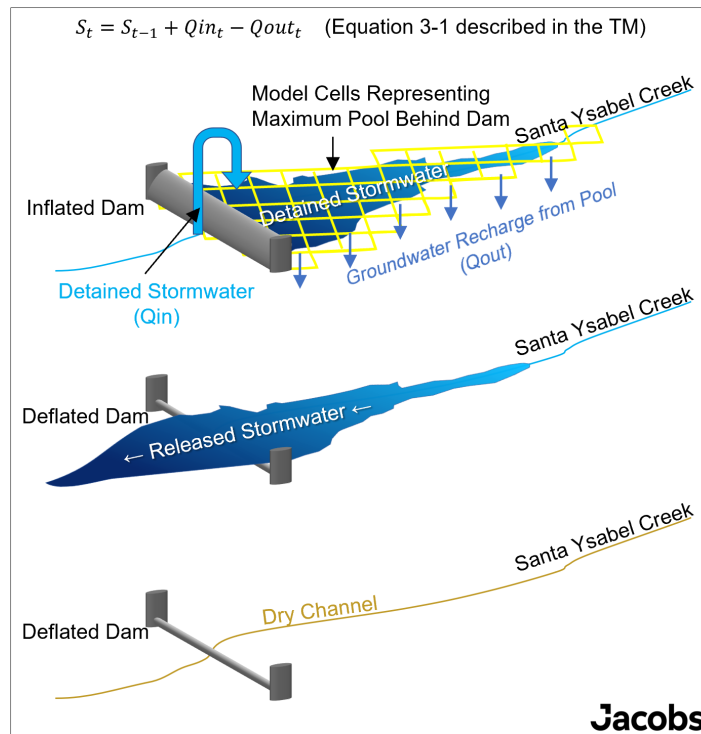 S_t = S_{t−1} + Qin_t − Qout_t (Equation 3-1 described in the TM)
Model Cells Representing
Maximum Pool Behind Dam
Santa Ysabel Creek
Inflated Dam
Detained Stormwater
Groundwater Recharge from Pool
(Qout)
Detained Stormwater
(Qin)
Santa Ysabel Creek
Deflated Dam
← Released Stormwater ←
Santa Ysabel Creek
Dry Channel
Deflated Dam
Jacobs